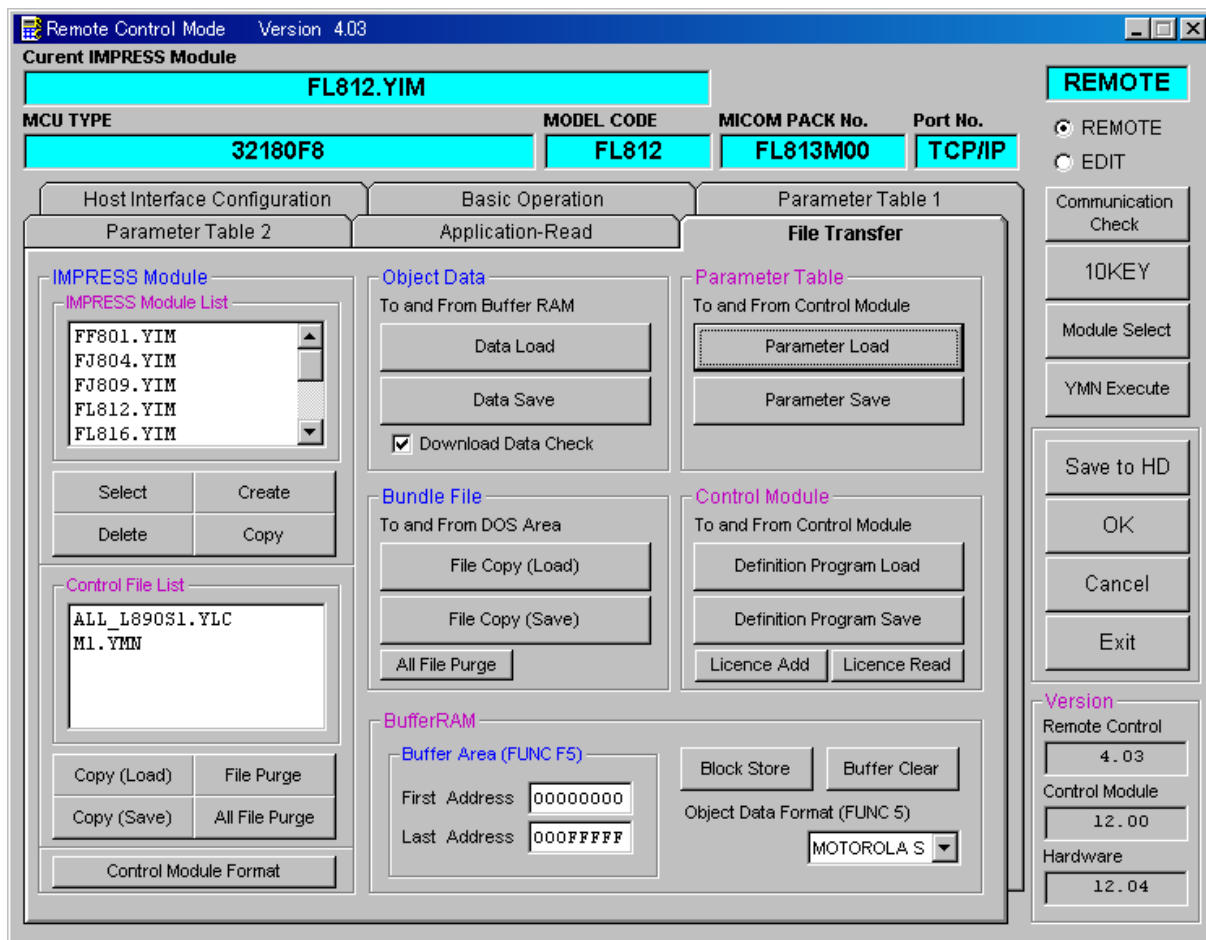 Remote Control Mode Version 4.03
Curent IMPRESS Module
FL812.YIM
REMOTE
MCU TYPE
MODEL CODE
MICOM PACK No.
Port No.
32180F8
FL812
FL813M00
TCP/IP
REMOTE
EDIT
Host Interface Configuration
Basic Operation
Parameter Table 1
Parameter Table 2
Application-Read
File Transfer
IMPRESS Module
IMPRESS Module List
FF801.YIM
FJ804.YIM
FJ809.YIM
FL812.YIM
FL816.YIM
Select
Create
Delete
Copy
Control File List
ALL_L890S1.YLC
M1.YMN
Copy (Load)
File Purge
Copy (Save)
All File Purge
Control Module Format
Object Data
To and From Buffer RAM
Data Load
Data Save
Download Data Check
Parameter Table
To and From Control Module
Parameter Load
Parameter Save
Bundle File
To and From DOS Area
File Copy (Load)
File Copy (Save)
All File Purge
Control Module
To and From Control Module
Definition Program Load
Definition Program Save
Licence Add
Licence Read
BufferRAM
Buffer Area (FUNC F5)
First Address 00000000
Last Address 000FFFFF
Block Store
Buffer Clear
Object Data Format (FUNC 5)
MOTOROLA S
Communication
Check
10KEY
Module Select
YMN Execute
Save to HD
OK
Cancel
Exit
Version
Remote Control
4.03
Control Module
12.00
Hardware
12.04